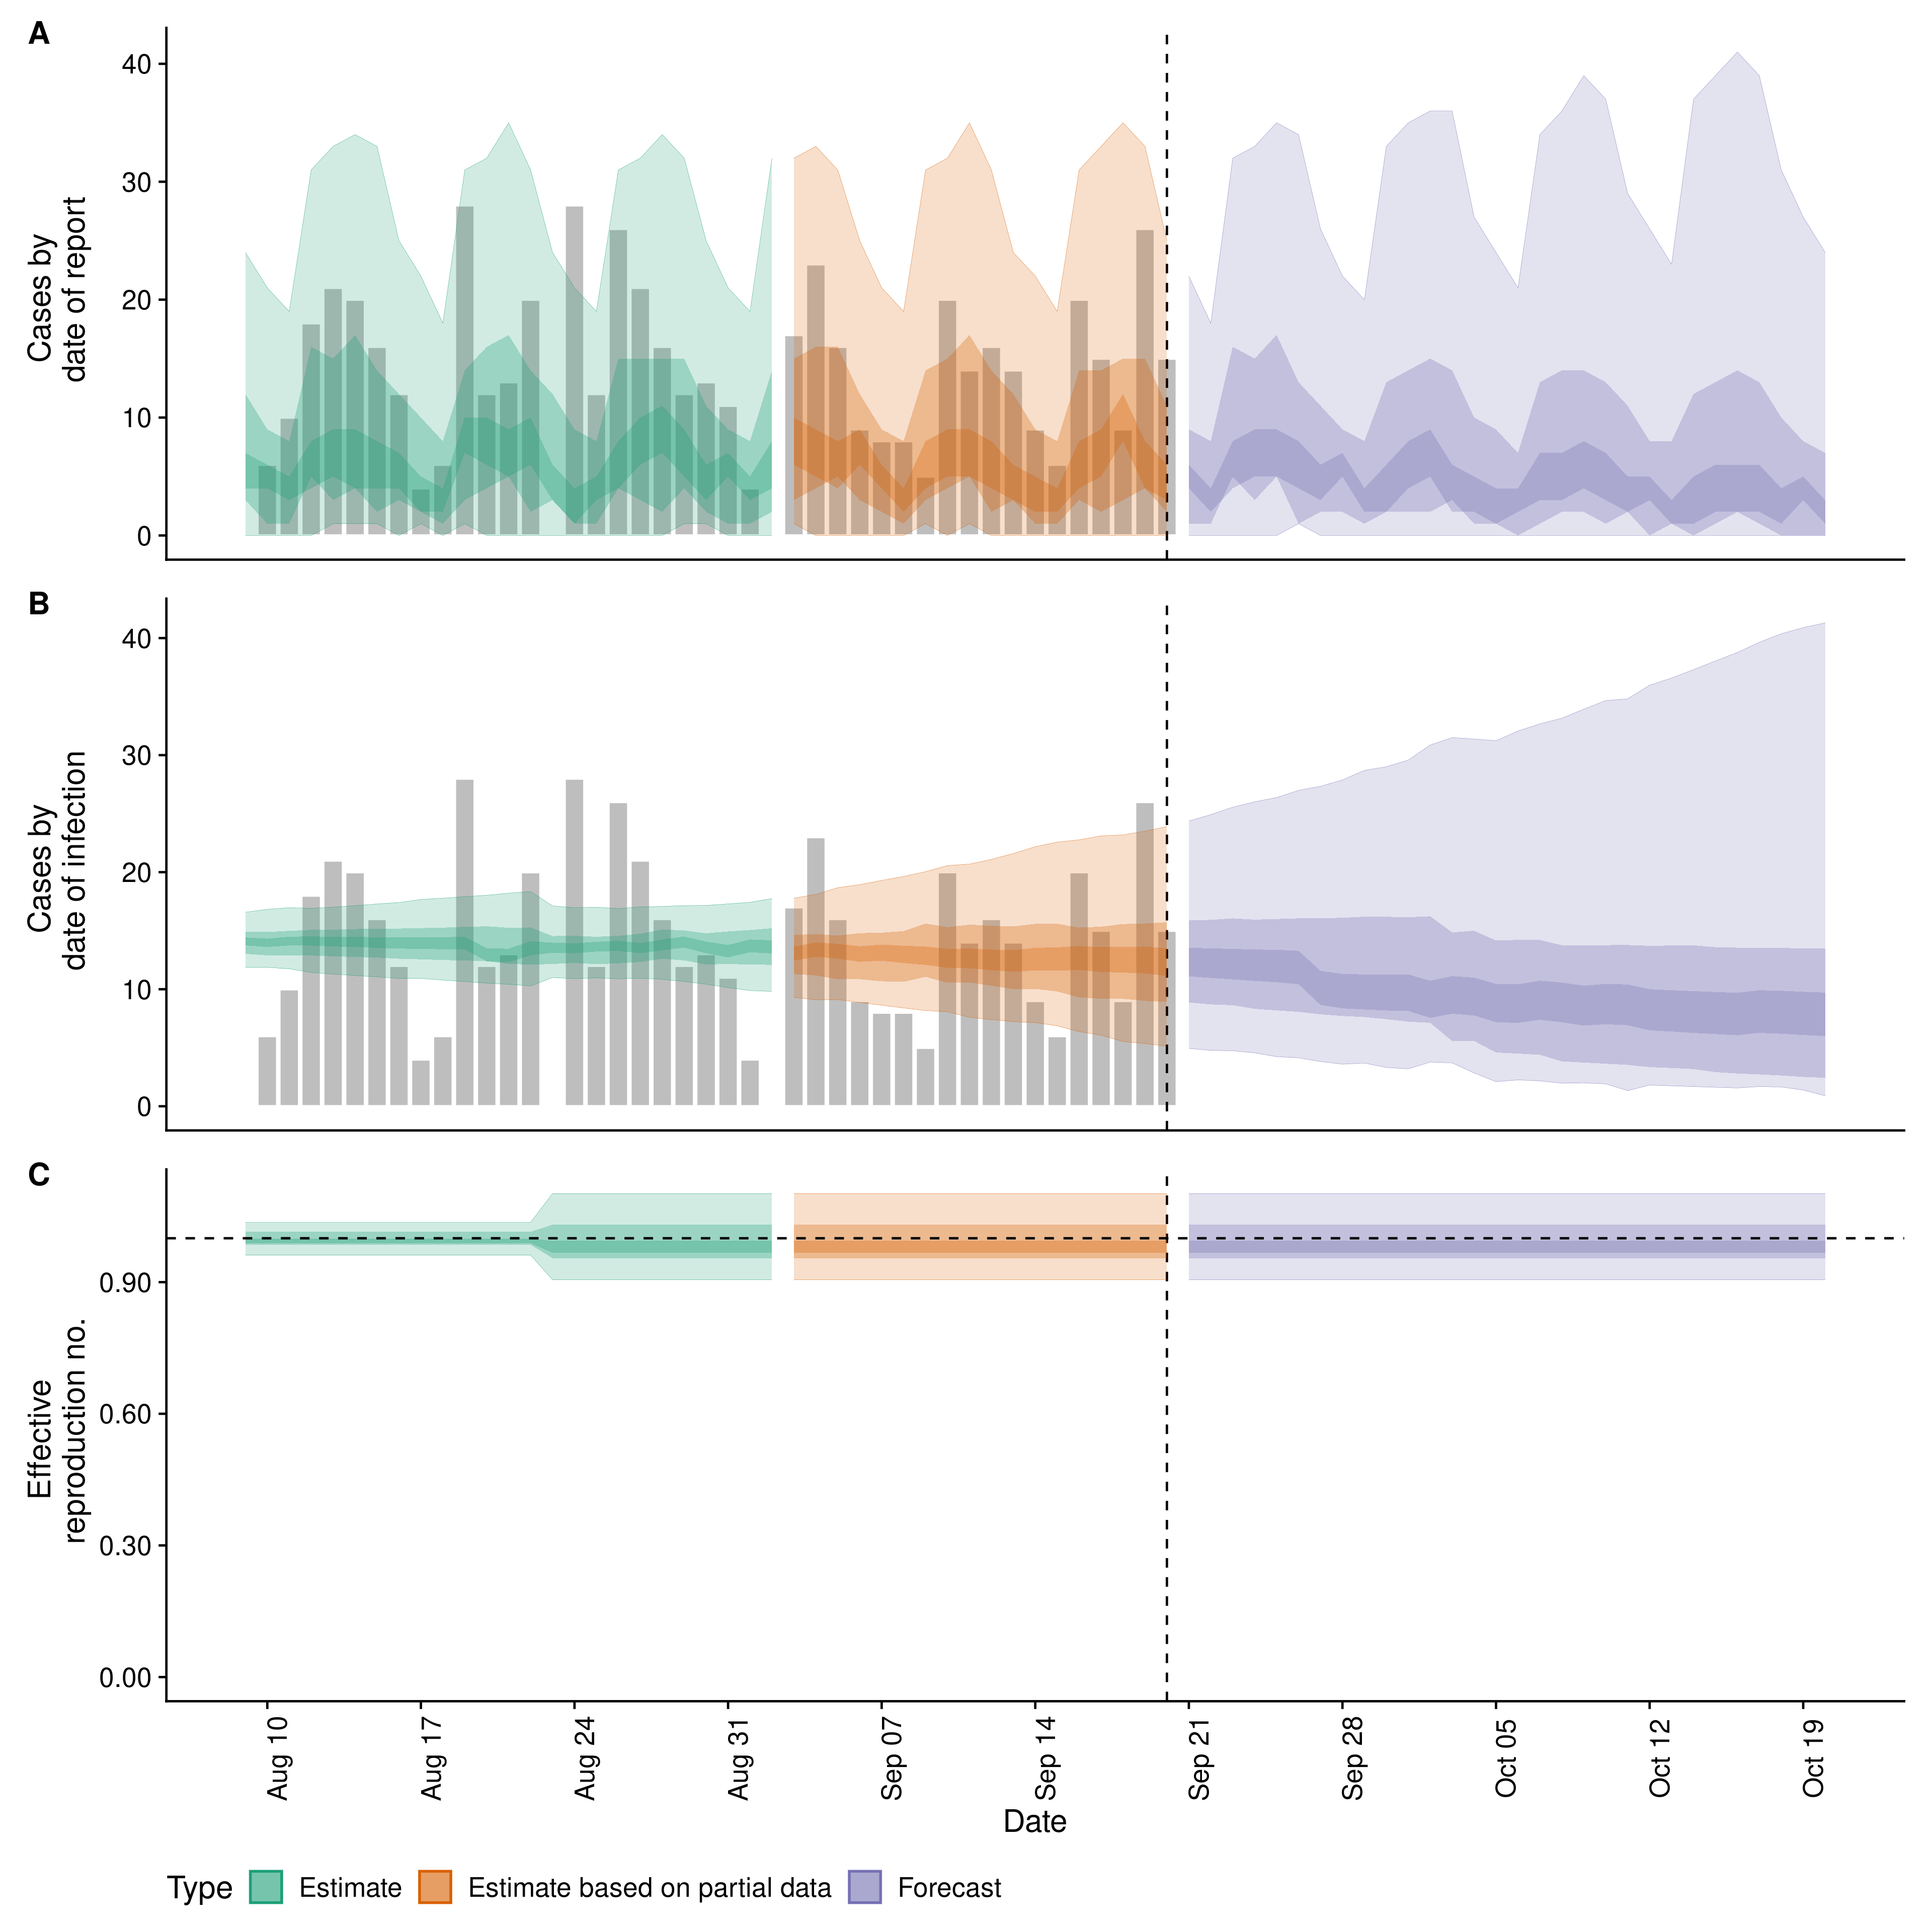 A
Cases by
date of report
40
30
20
10
0
B
Cases by
date of infection
40
30
20
10
0
C
Effective
reproduction no.
0.90
0.60
0.30
0.00
Aug 10
Aug 17
Aug 24
Aug 31
Sep 07
Sep 14
Sep 21
Sep 28
Oct 05
Oct 12
Oct 19
Date
Type Estimate Estimate based on partial data Forecast